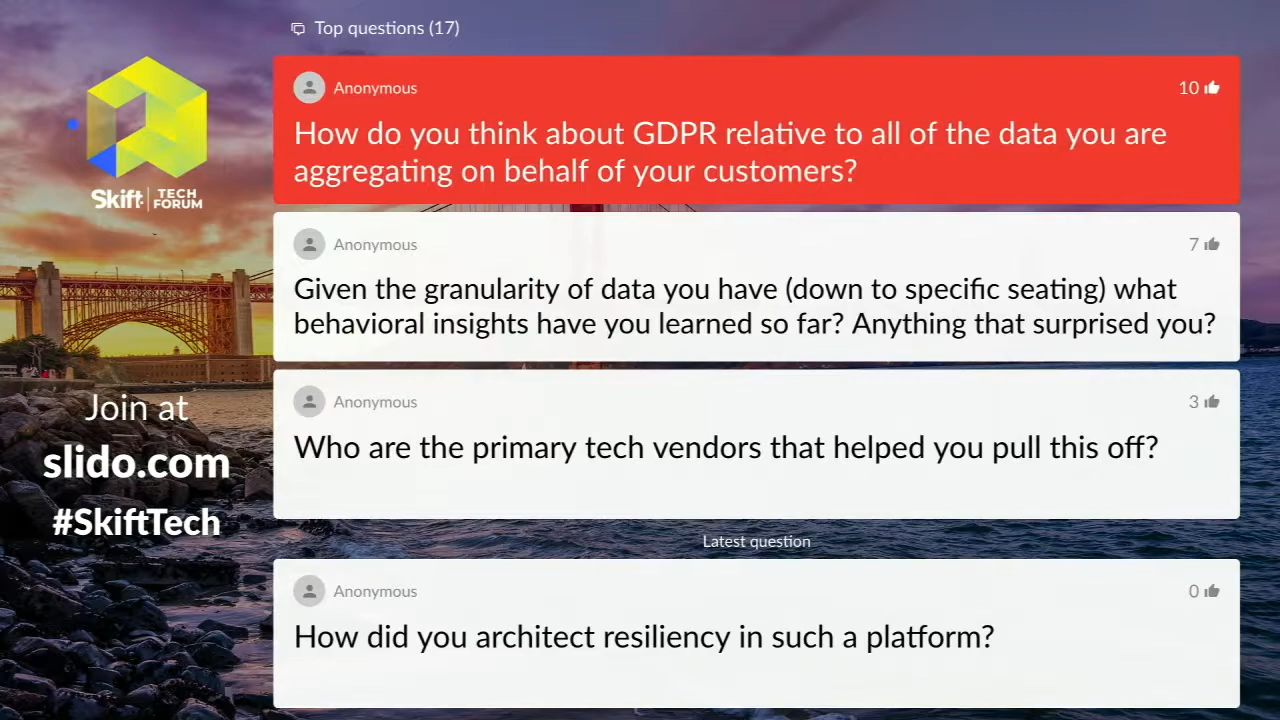 Top questions (17)
Skift TECH FORUM
Anonymous
10
How do you think about GDPR relative to all of the data you are
aggregating on behalf of your customers?
Anonymous
7
Given the granularity of data you have (down to specific seating) what
behavioral insights have you learned so far? Anything that surprised you?
Anonymous
3
Who are the primary tech vendors that helped you pull this off?
Join at
slido.com
#SkiftTech
Latest question
Anonymous
0
How did you architect resiliency in such a platform?